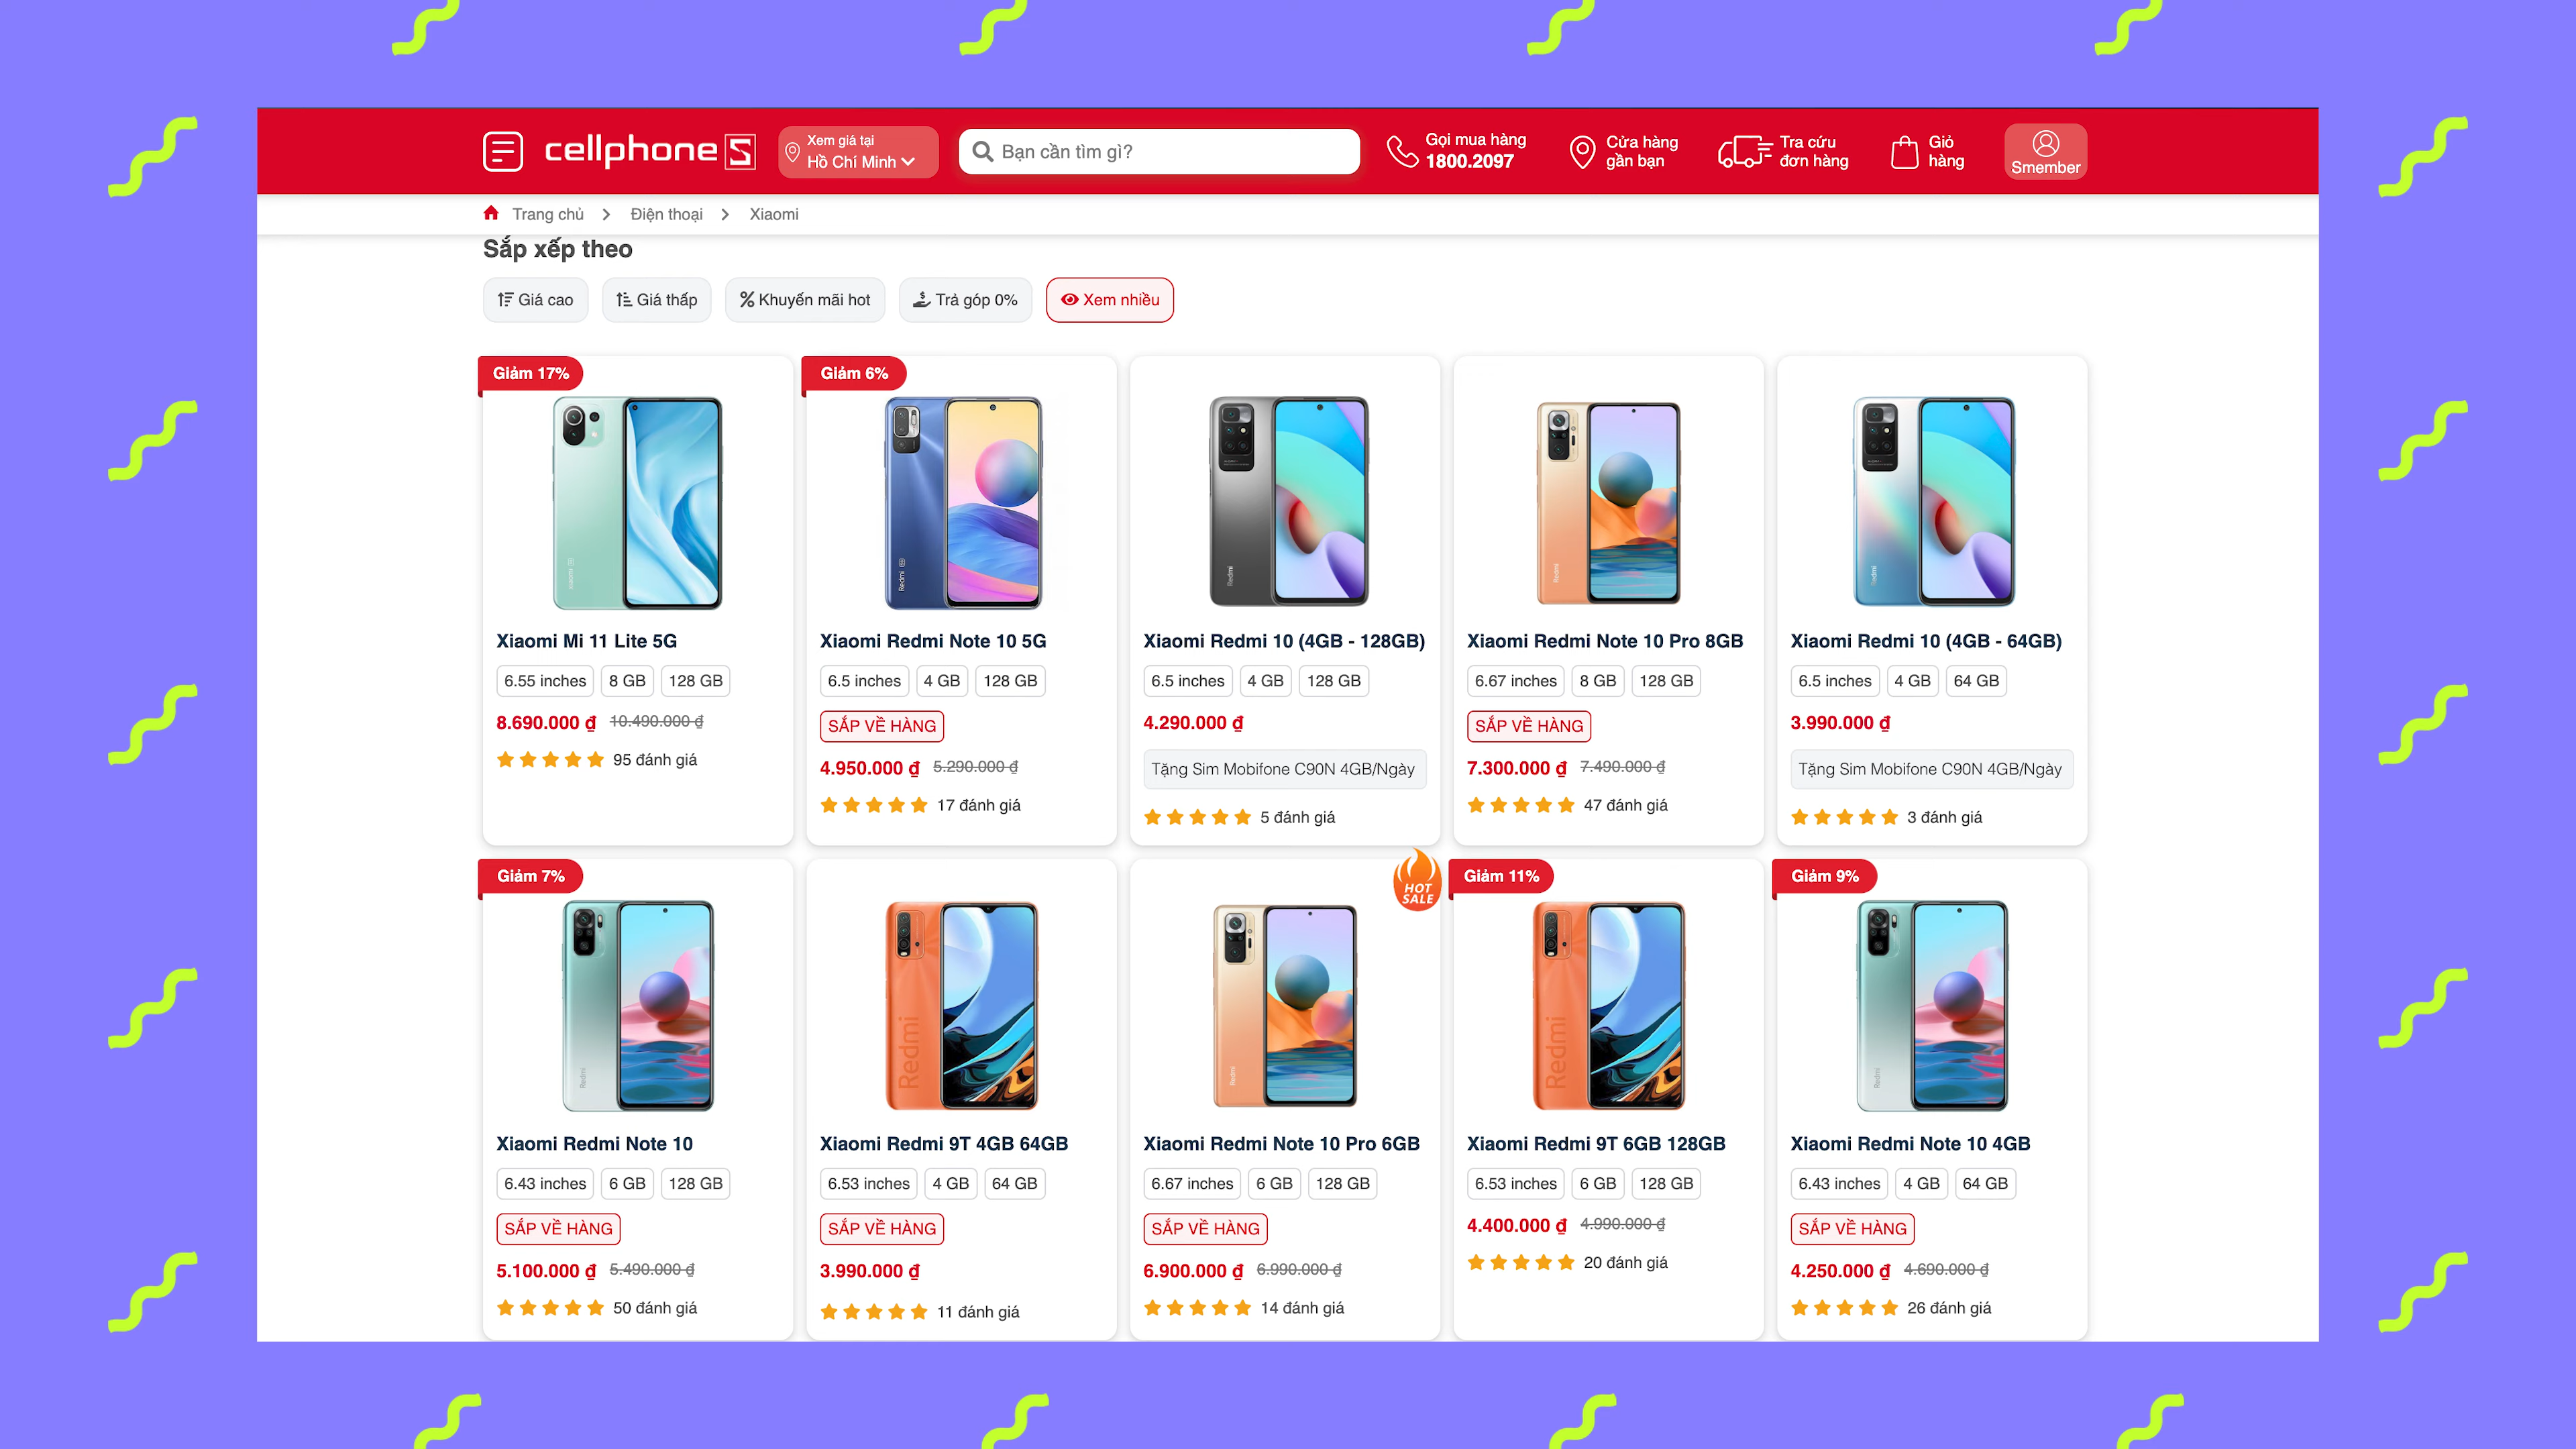 cellphoneS
Xem giá tại
Hồ Chí Minh
Bạn cần tìm gì?
Gọi mua hàng
1800.2097
Cửa hàng
gần bạn
Tra cứu
đơn hàng
Giỏ
hàng
Smember
Trang chủ
Điện thoại
Xiaomi
Sắp xếp theo
Giá cao
Giá thấp
Khuyến mãi hot
Trả góp 0%
Xem nhiều
Giảm 17%
Xiaomi Mi 11 Lite 5G
6.55 inches 8 GB 128 GB
8.690.000 ₫ 10.490.000 ₫
95 đánh giá
Giảm 6%
Redmi
Xiaomi Redmi Note 10 5G
6.5 inches 4 GB 128 GB
SẮP VỀ HÀNG
4.950.000 ₫ 5.290.000 ₫
17 đánh giá
Redmi
Xiaomi Redmi 10 (4GB - 128GB)
6.5 inches 4 GB 128 GB
4.290.000 ₫
Tặng Sim Mobifone C90N 4GB/Ngày
5 đánh giá
Redmi
Xiaomi Redmi Note 10 Pro 8GB
6.67 inches 8 GB 128 GB
SẮP VỀ HÀNG
7.300.000 ₫ 7.490.000 ₫
47 đánh giá
Redmi
Xiaomi Redmi 10 (4GB - 64GB)
6.5 inches 4 GB 64 GB
3.990.000 ₫
Tặng Sim Mobifone C90N 4GB/Ngày
3 đánh giá
Giảm 7%
Redmi
Xiaomi Redmi Note 10
6.43 inches 6 GB 128 GB
SẮP VỀ HÀNG
5.100.000 ₫ 5.490.000 ₫
50 đánh giá
Redmi
Xiaomi Redmi 9T 4GB 64GB
6.53 inches 4 GB 64 GB
SẮP VỀ HÀNG
3.990.000 ₫
11 đánh giá
HOT
SALE
Redmi
Xiaomi Redmi Note 10 Pro 6GB
6.67 inches 6 GB 128 GB
SẮP VỀ HÀNG
6.900.000 ₫ 6.990.000 ₫
14 đánh giá
Giảm 11%
Redmi
Xiaomi Redmi 9T 6GB 128GB
6.53 inches 6 GB 128 GB
4.400.000 ₫ 4.990.000 ₫
20 đánh giá
Giảm 9%
Redmi
Xiaomi Redmi Note 10 4GB
6.43 inches 4 GB 64 GB
SẮP VỀ HÀNG
4.250.000 ₫ 4.690.000 ₫
26 đánh giá